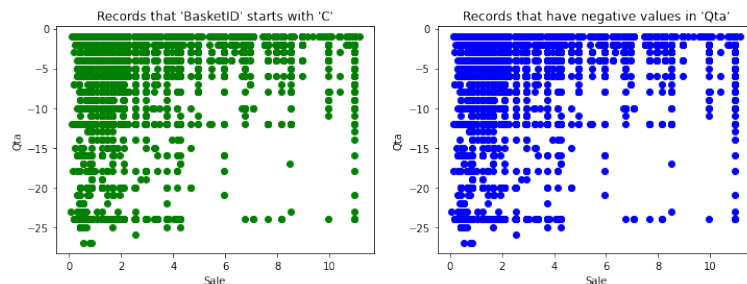 Records that 'BasketID' starts with 'C'
0
−5
−10
−15
−20
−25
Qta
0 2 4 6 8 10
Sale
Records that have negative values in 'Qta'
0
−5
−10
−15
−20
−25
Qta
0 2 4 6 8 10
Sale